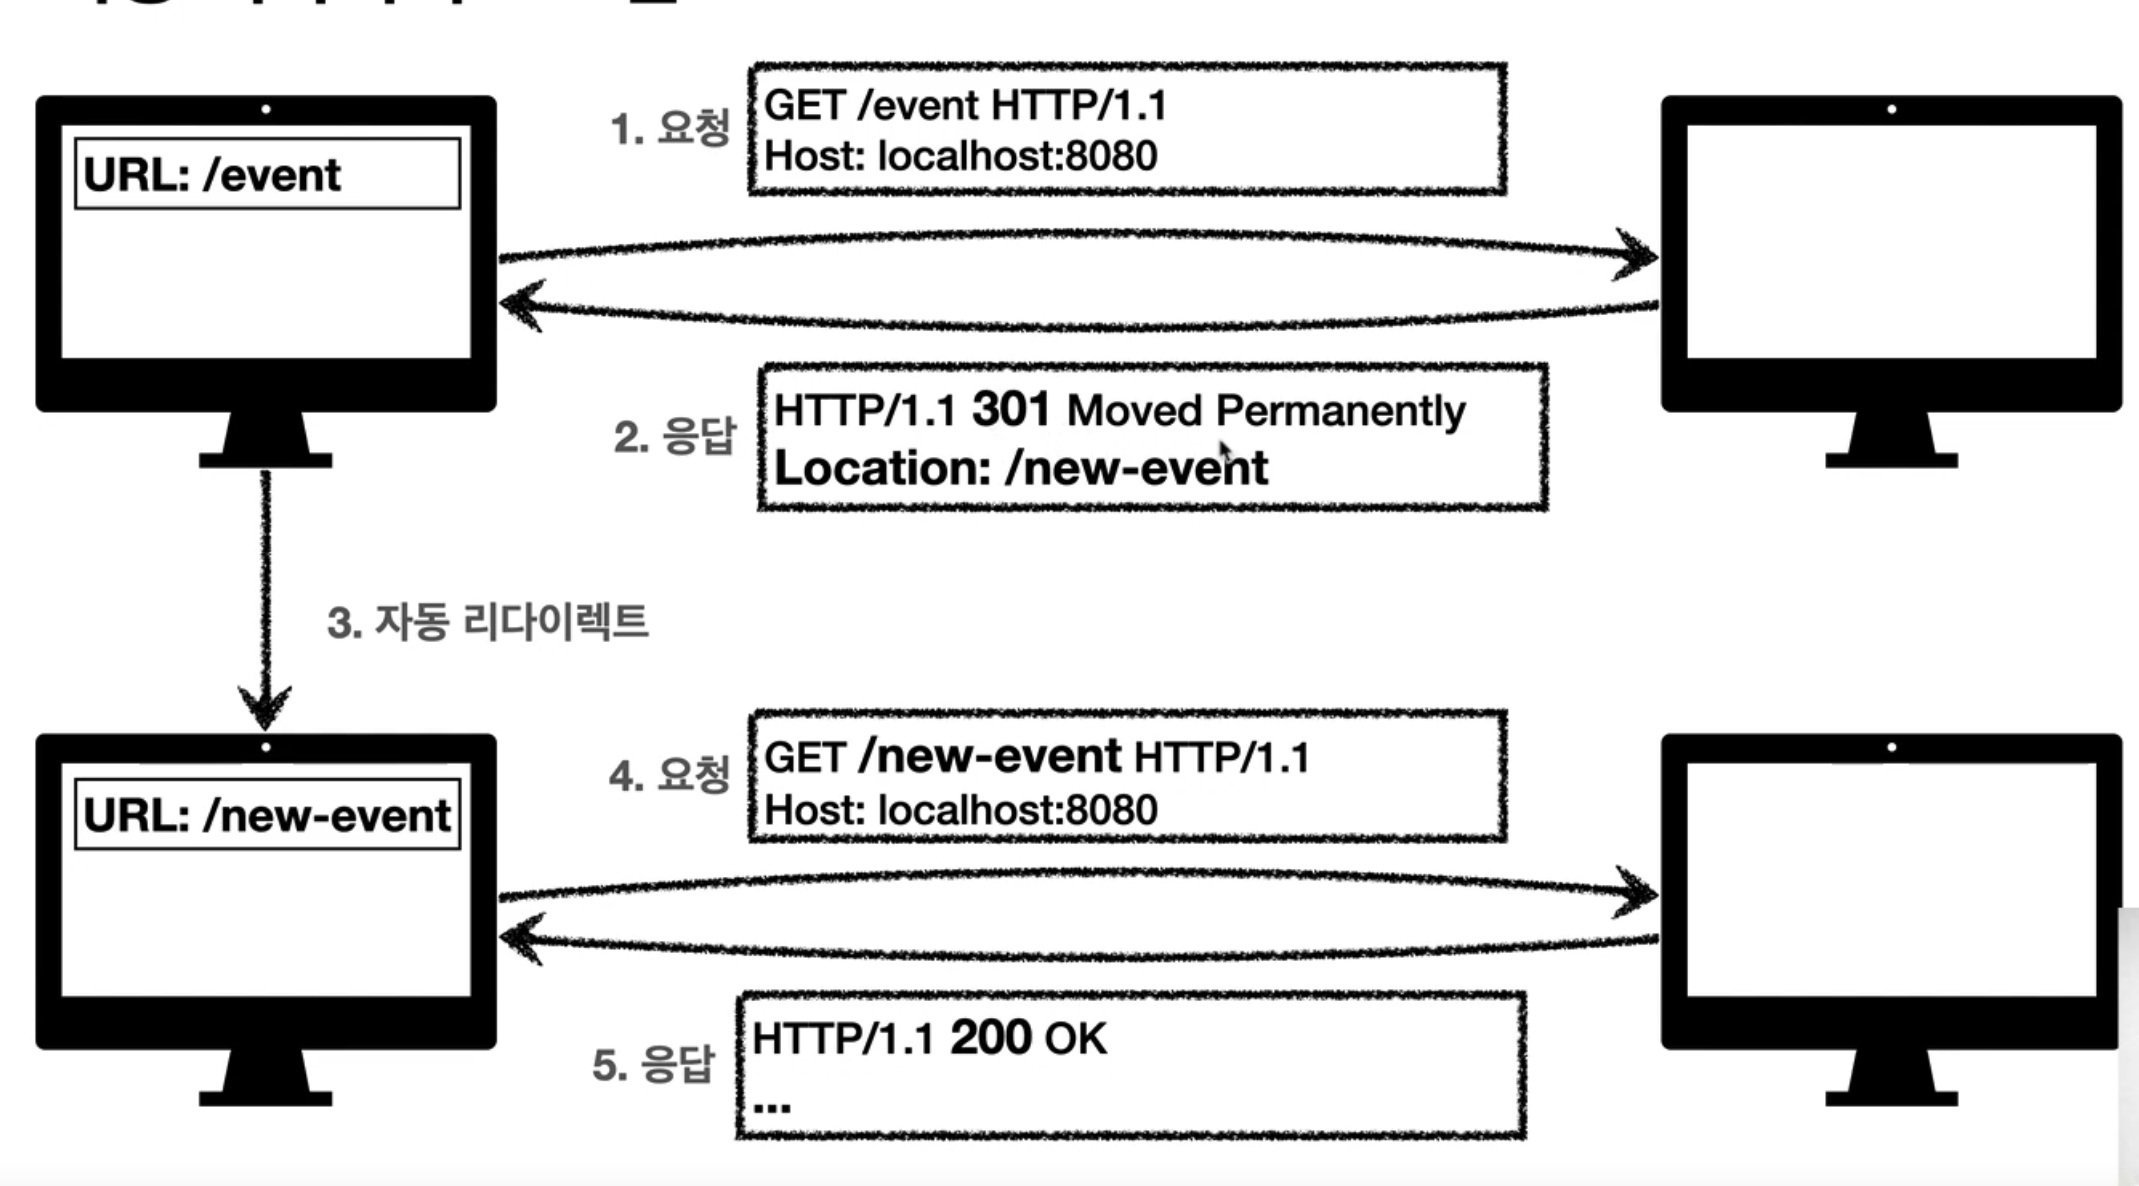 URL: /event
1. 요청
GET /event HTTP/1.1
Host: localhost:8080
2. 응답
HTTP/1.1 301 Moved Permanently
Location: /new-event
3. 자동 리다이렉트
URL: /new-event
4. 요청
GET /new-event HTTP/1.1
Host: localhost:8080
5. 응답
HTTP/1.1 200 OK
...